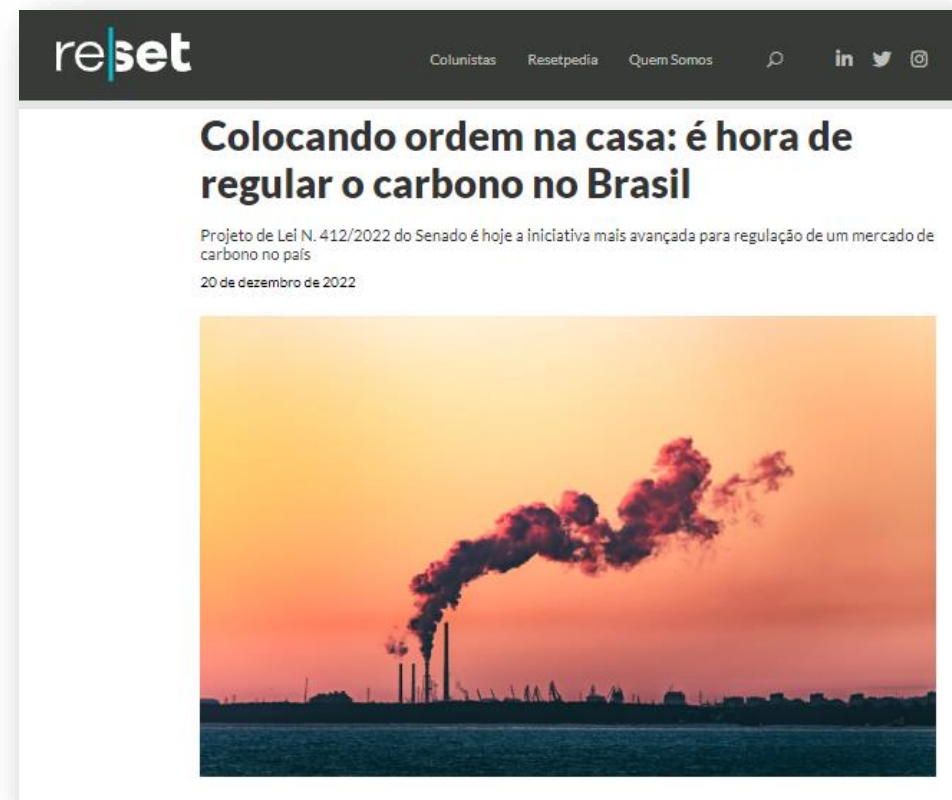 reset
Colunistas Resetpedia Quem Somos
Colocando ordem na casa: é hora de
regular o carbono no Brasil
Projeto de Lei N. 412/2022 do Senado é hoje a iniciativa mais avançada para regulação de um mercado de
carbono no país
20 de dezembro de 2022